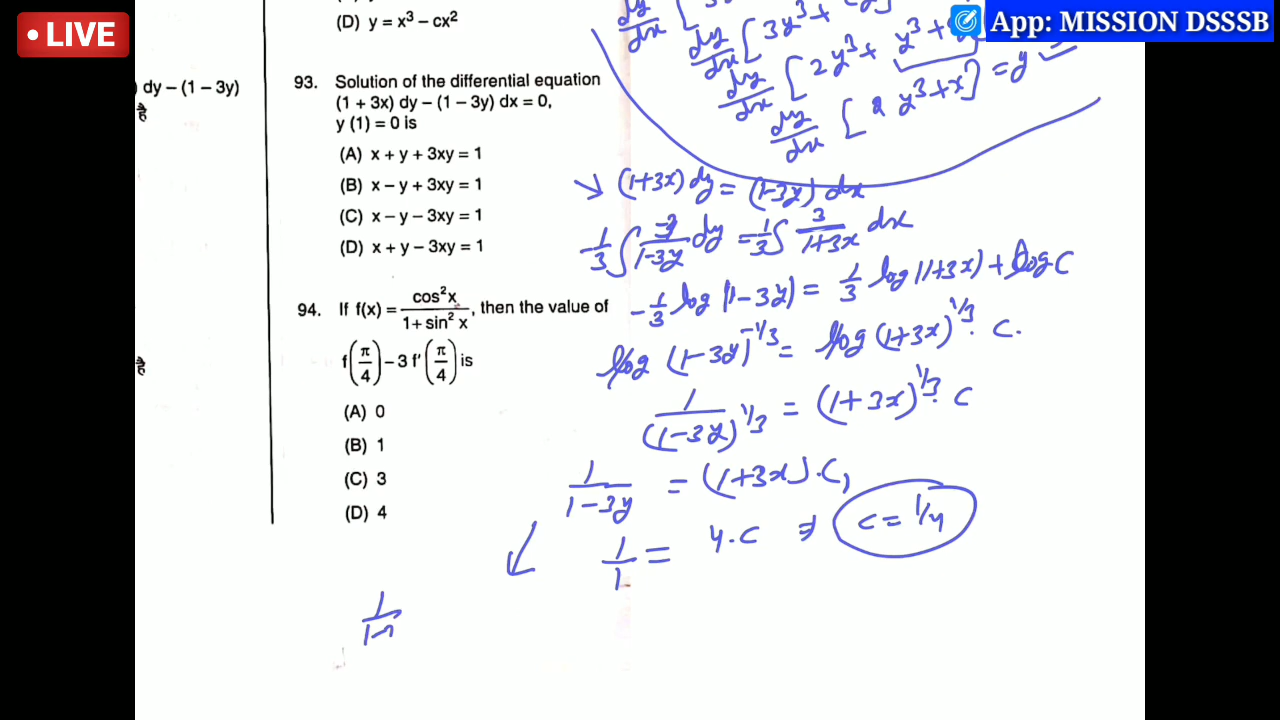 • LIVE
App: MISSION DSSSB
(D) y = x³ – cx²
) dy – (1 – 3y)
है
है
93. Solution of the differential equation
(1 + 3x) dy – (1 – 3y) dx = 0,
y (1) = 0 is
(A) x + y + 3xy = 1
(B) x – y + 3xy = 1
(C) x – y – 3xy = 1
(D) x + y – 3xy = 1
94. If f(x) = cos²x / 1 + sin² x , then the value of
f(π/4) – 3 f'(π/4) is
(A) 0
(B) 1
(C) 3
(D) 4
dy/dx [3y³ +
dy/dx [2y³ + y³ +
dy/dx [2 y³ + x] = y
(1+3x) dy = (1-3y) dx
-1/3 ∫ -3/1-3y dy = 1/3 ∫ 3/1+3x dx
-1/3 log (1-3y) = 1/3 log (1+3x) + log C
log (1-3y)^-1/3 = log (1+3x)^1/3 · C.
1/(1-3y)^1/3 = (1+3x)^1/3 · C
1/1-3y = (1+3x) · C,
1/1 = 4.C ⇒ C = 1/4
1/1-